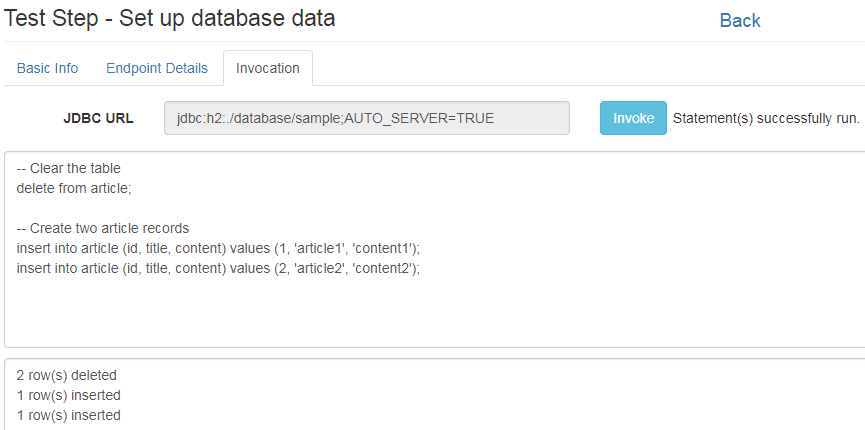 Test Step - Set up database data
Back
Basic Info
Endpoint Details
Invocation
JDBC URL
jdbc:h2:./database/sample;AUTO_SERVER=TRUE
Invoke
Statement(s) successfully run.
-- Clear the table
delete from article;
-- Create two article records
insert into article (id, title, content) values (1, 'article1', 'content1');
insert into article (id, title, content) values (2, 'article2', 'content2');
2 row(s) deleted
1 row(s) inserted
1 row(s) inserted